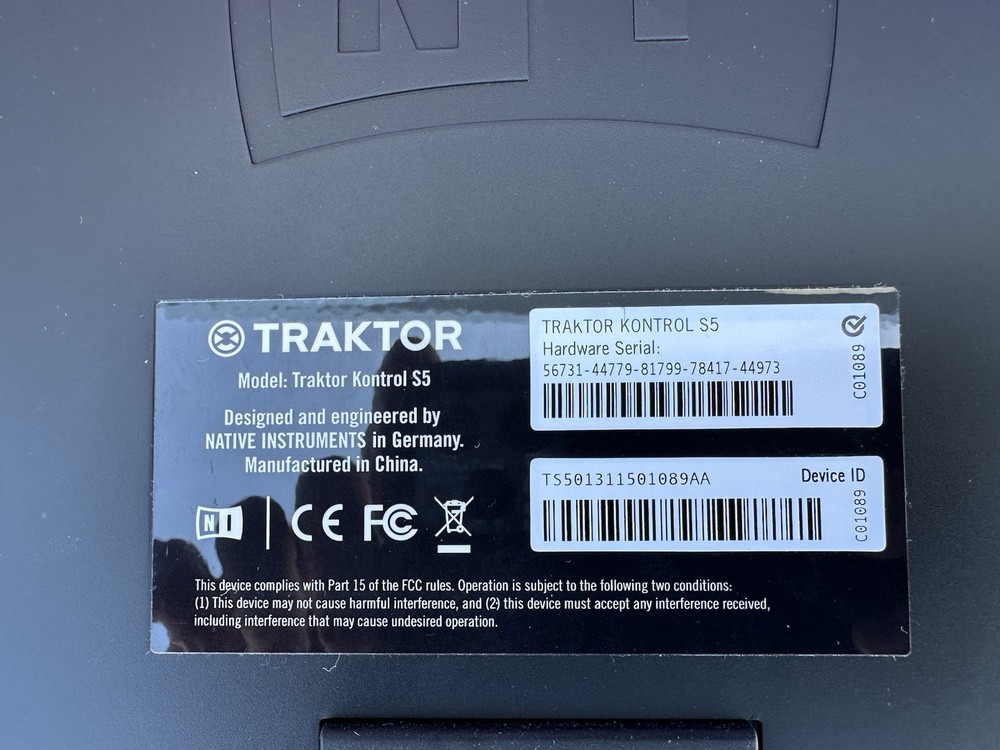 NI
TRAKTOR
Model: Traktor Kontrol S5
Designed and engineered by
NATIVE INSTRUMENTS in Germany.
Manufactured in China.
NI
CE FC
This device complies with Part 15 of the FCC rules. Operation is subject to the following two conditions:
(1) This device may not cause harmful interference, and (2) this device must accept any interference received,
including interference that may cause undesired operation.
TRAKTOR KONTROL S5
Hardware Serial:
56731-44779-81799-78417-44973
C01089
TS501311501089AA
Device ID
C01089